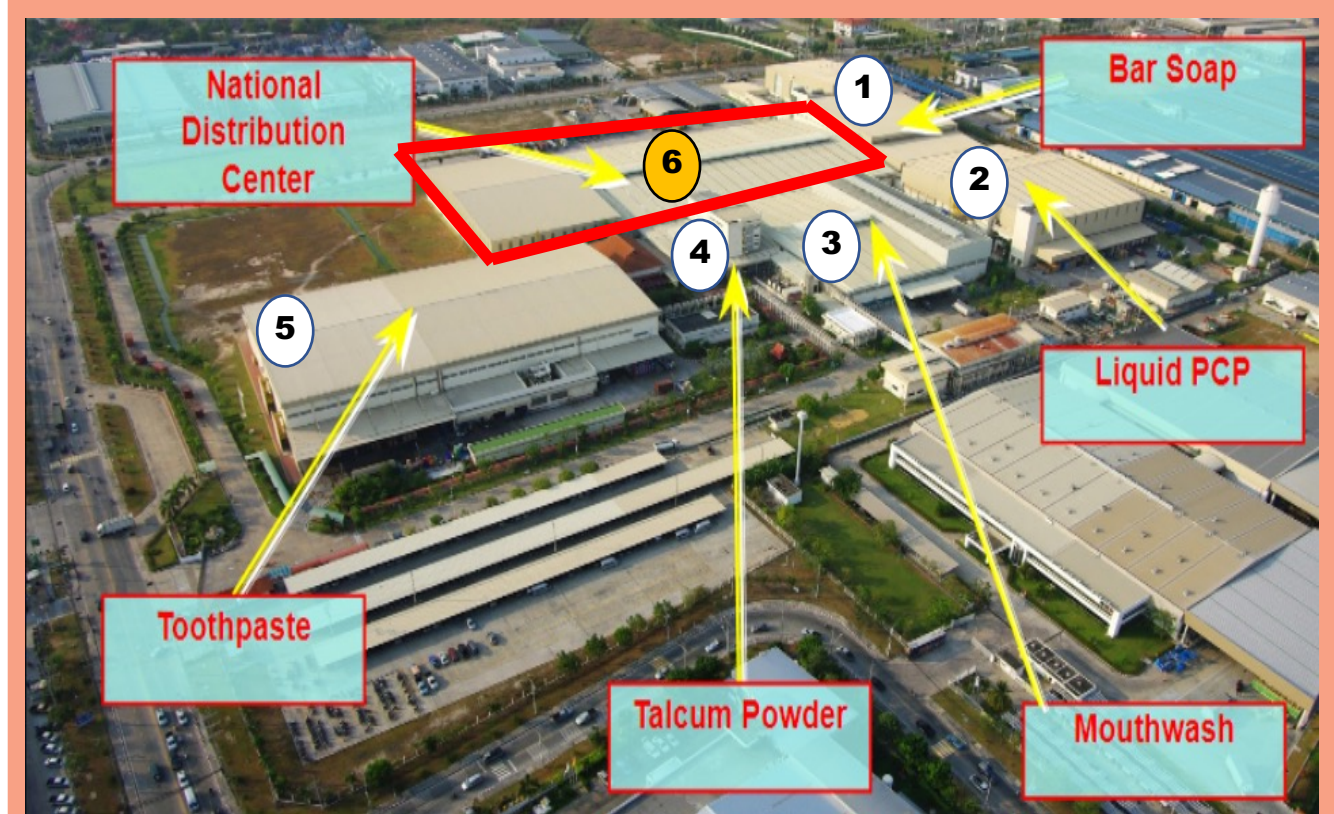 National
Distribution
Center
1
Bar Soap
6
2
4
3
5
Liquid PCP
Toothpaste
Talcum Powder
Mouthwash